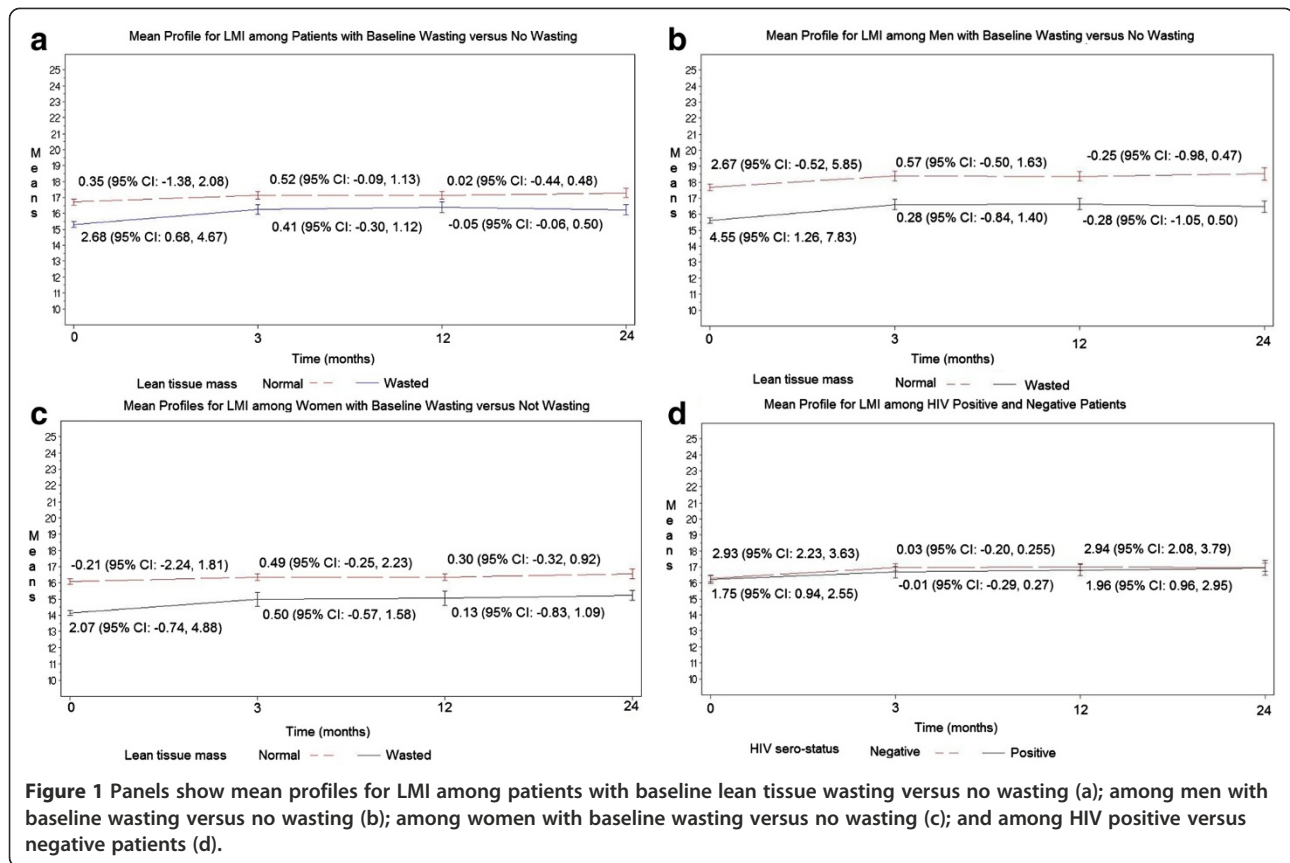 a
Mean Profile for LMI among Patients with Baseline Wasting versus No Wasting
Means
25
24
23
22
21
20
19
18
17
16
15
14
13
12
11
10
0.35 (95% CI: -1.38, 2.08)
0.52 (95% CI: -0.09, 1.13)
0.02 (95% CI: -0.44, 0.48)
2.68 (95% CI: 0.68, 4.67)
0.41 (95% CI: -0.30, 1.12)
-0.05 (95% CI: -0.06, 0.50)
0 3 12 24
Time (months)
Lean tissue mass Normal Wasted
b
Mean Profile for LMI among Men with Baseline Wasting versus No Wasting
Means
25
24
23
22
21
20
19
18
17
16
15
14
13
12
11
10
2.67 (95% CI: -0.52, 5.85)
0.57 (95% CI: -0.50, 1.63)
-0.25 (95% CI: -0.98, 0.47)
4.55 (95% CI: 1.26, 7.83)
0.28 (95% CI: -0.84, 1.40)
-0.28 (95% CI: -1.05, 0.50)
0 3 12 24
Time (months)
Lean tissue mass Normal Wasted
c
Mean Profiles for LMI among Women with Baseline Wasting versus Not Wasting
Means
25
24
23
22
21
20
19
18
17
16
15
14
13
12
11
10
-0.21 (95% CI: -2.24, 1.81)
0.49 (95% CI: -0.25, 2.23)
0.30 (95% CI: -0.32, 0.92)
2.07 (95% CI: -0.74, 4.88)
0.50 (95% CI: -0.57, 1.58)
0.13 (95% CI: -0.83, 1.09)
0 3 12 24
Time (months)
Lean tissue mass Normal Wasted
d
Mean Profile for LMI among HIV Positive and Negative Patients
Means
25
24
23
22
21
20
19
18
17
16
15
14
13
12
11
10
2.93 (95% CI: 2.23, 3.63)
0.03 (95% CI: -0.20, 0.255)
2.94 (95% CI: 2.08, 3.79)
1.75 (95% CI: 0.94, 2.55)
-0.01 (95% CI: -0.29, 0.27)
1.96 (95% CI: 0.96, 2.95)
0 3 12 24
Time (months)
HIV sero-status Negative Positive
Figure 1 Panels show mean profiles for LMI among patients with baseline lean tissue wasting versus no wasting (a); among men with
baseline wasting versus no wasting (b); among women with baseline wasting versus no wasting (c); and among HIV positive versus
negative patients (d).